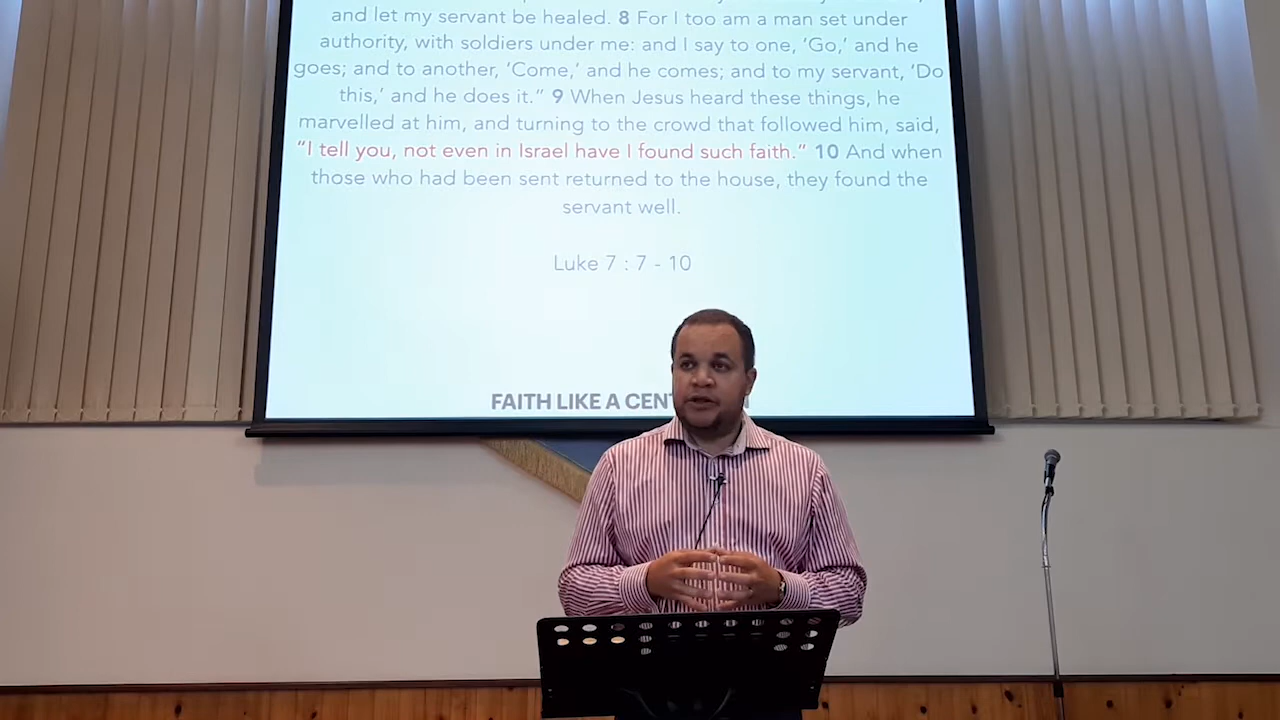 and let my servant be healed. 8 For I too am a man set under
authority, with soldiers under me: and I say to one, ‘Go,’ and he
goes; and to another, ‘Come,’ and he comes; and to my servant, ‘Do
this,’ and he does it.” 9 When Jesus heard these things, he
marvelled at him, and turning to the crowd that followed him, said,
“I tell you, not even in Israel have I found such faith.” 10 And when
those who had been sent returned to the house, they found the
servant well.
Luke 7 : 7 - 10
FAITH LIKE A CEN